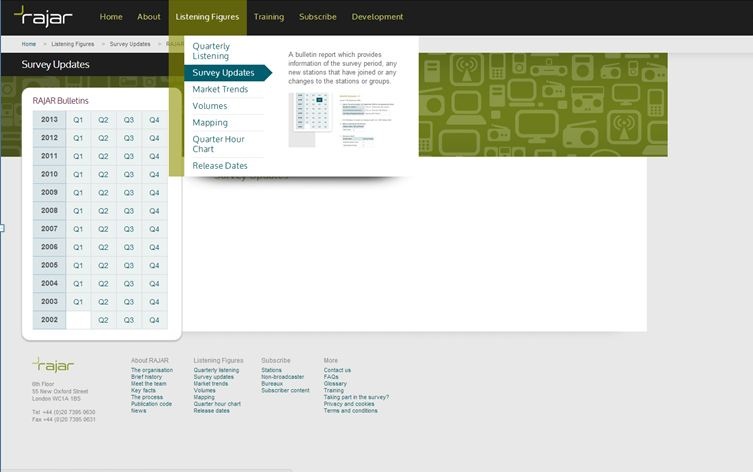 rajar
Home About Listening Figures Training Subscribe Development
Home > Listening Figures > Survey Updates > RAJAR
Quarterly
Listening
Survey Updates
Market Trends
Volumes
Mapping
Quarter Hour
Chart
Release Dates
A bulletin report which provides
information of the survey period, any
new stations that have joined or any
changes to the stations or groups.
Survey Updates
RAJAR Bulletins
2013 Q1 Q2 Q3 Q4
2012 Q1 Q2 Q3 Q4
2011 Q1 Q2 Q3 Q4
2010 Q1 Q2 Q3 Q4
2009 Q1 Q2 Q3 Q4
2008 Q1 Q2 Q3 Q4
2007 Q1 Q2 Q3 Q4
2006 Q1 Q2 Q3 Q4
2005 Q1 Q2 Q3 Q4
2004 Q1 Q2 Q3 Q4
2003 Q1 Q2 Q3 Q4
2002 Q2 Q3 Q4
Survey Updates
rajar
6th Floor
55 New Oxford Street
London WC1A 1BS
Tel +44 (0)20 7395 0630
Fax +44 (0)20 7395 0631
About RAJAR
The organisation
Brief history
Meet the team
Key facts
The process
Publication code
News
Listening Figures
Quarterly listening
Survey updates
Market trends
Volumes
Mapping
Quarter hour chart
Release dates
Subscribe
Stations
Non-broadcaster
Bureaux
Subscriber content
More
Contact us
FAQs
Glossary
Training
Taking part in the survey?
Privacy and cookies
Terms and conditions